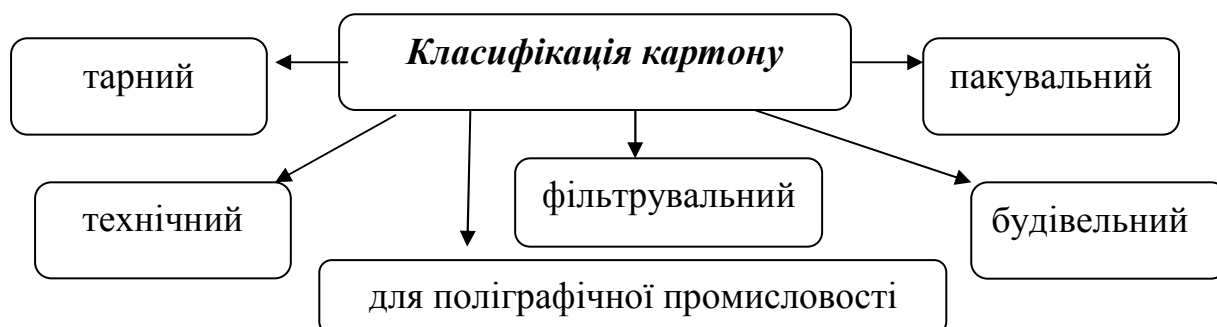 Класифікація картону
тарний
пакувальний
технічний
фільтрувальний
будівельний
для поліграфічної промисловості